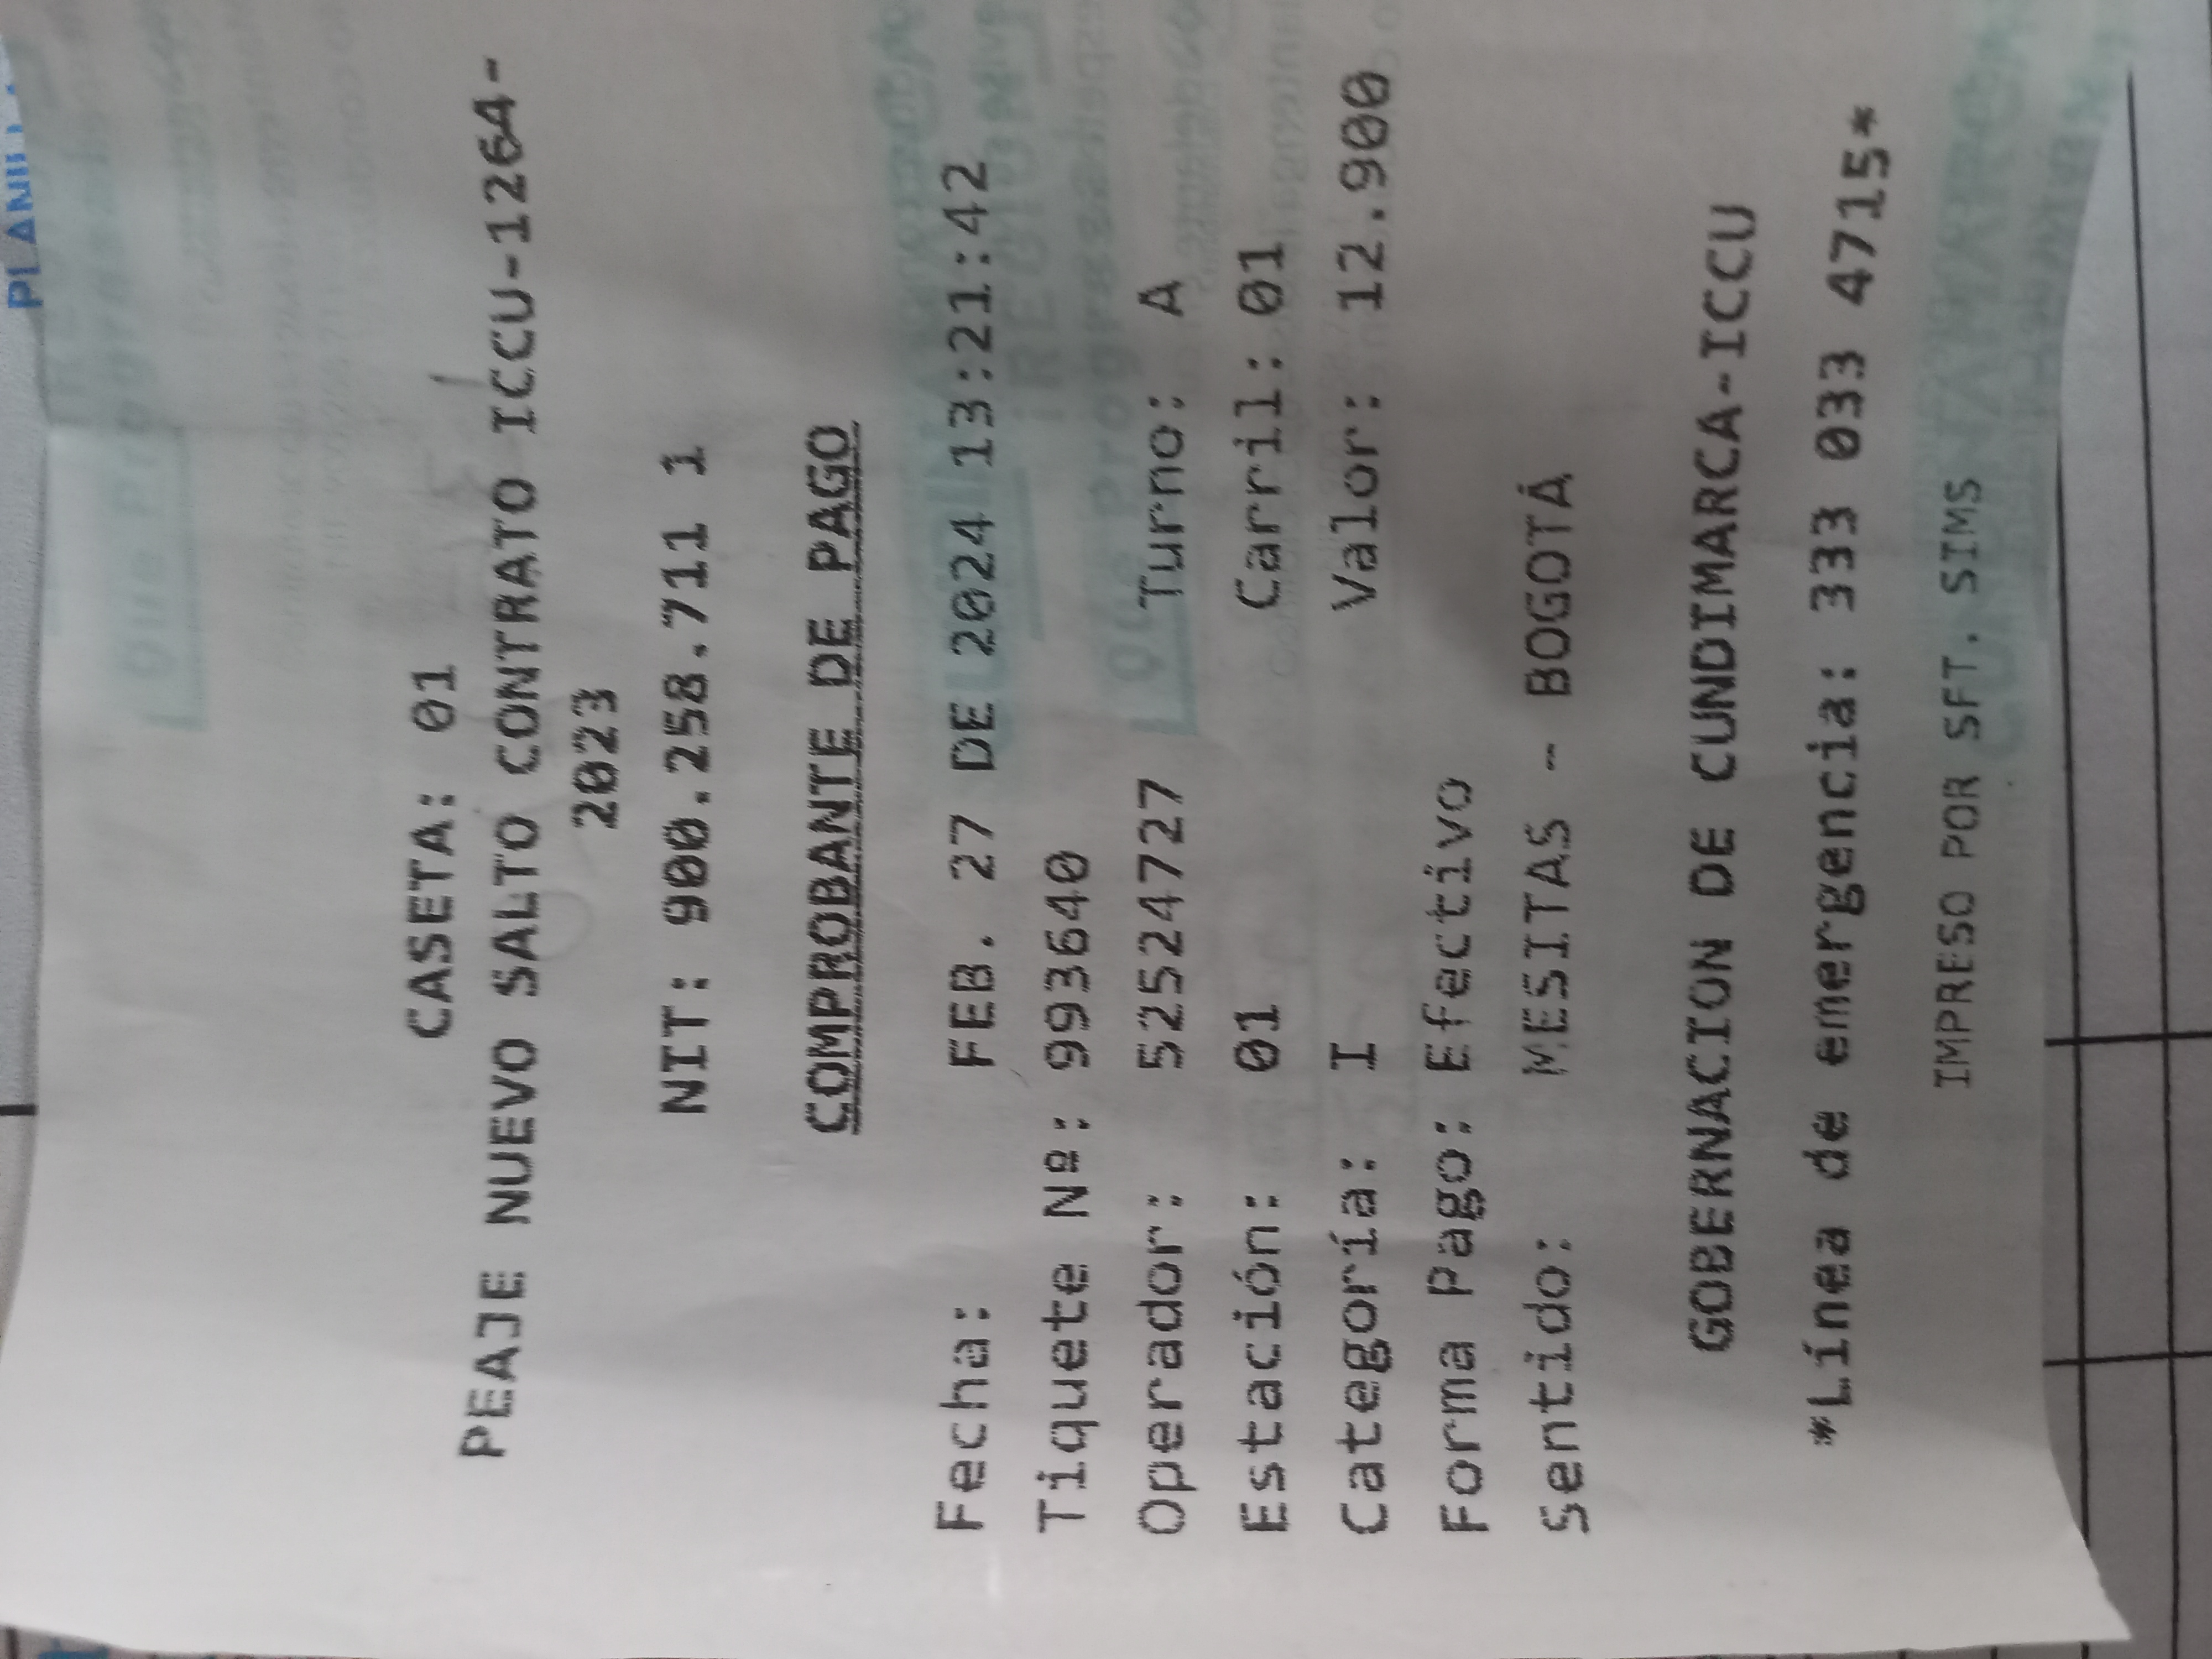 CASETA: 01
PEAJE NUEVO SALTO CONTRATO ICCU-1264-
2023
NIT: 900.258.711 1
COMPROBANTE DE PAGO
Fecha: FEB. 27 DE 2024 13:21:42
Tiquete Nº: 993640
Operador: 52524727 Turno: A
Estación: 01 Carril: 01
Categoría: I Valor: 12.900
Forma Pago: Efectivo
Sentido: MESITAS - BOGOTÁ
GOBERNACION DE CUNDIMARCA-ICCU
*Línea de emergencia: 333 033 4715*
IMPRESO POR SFT. SIMS